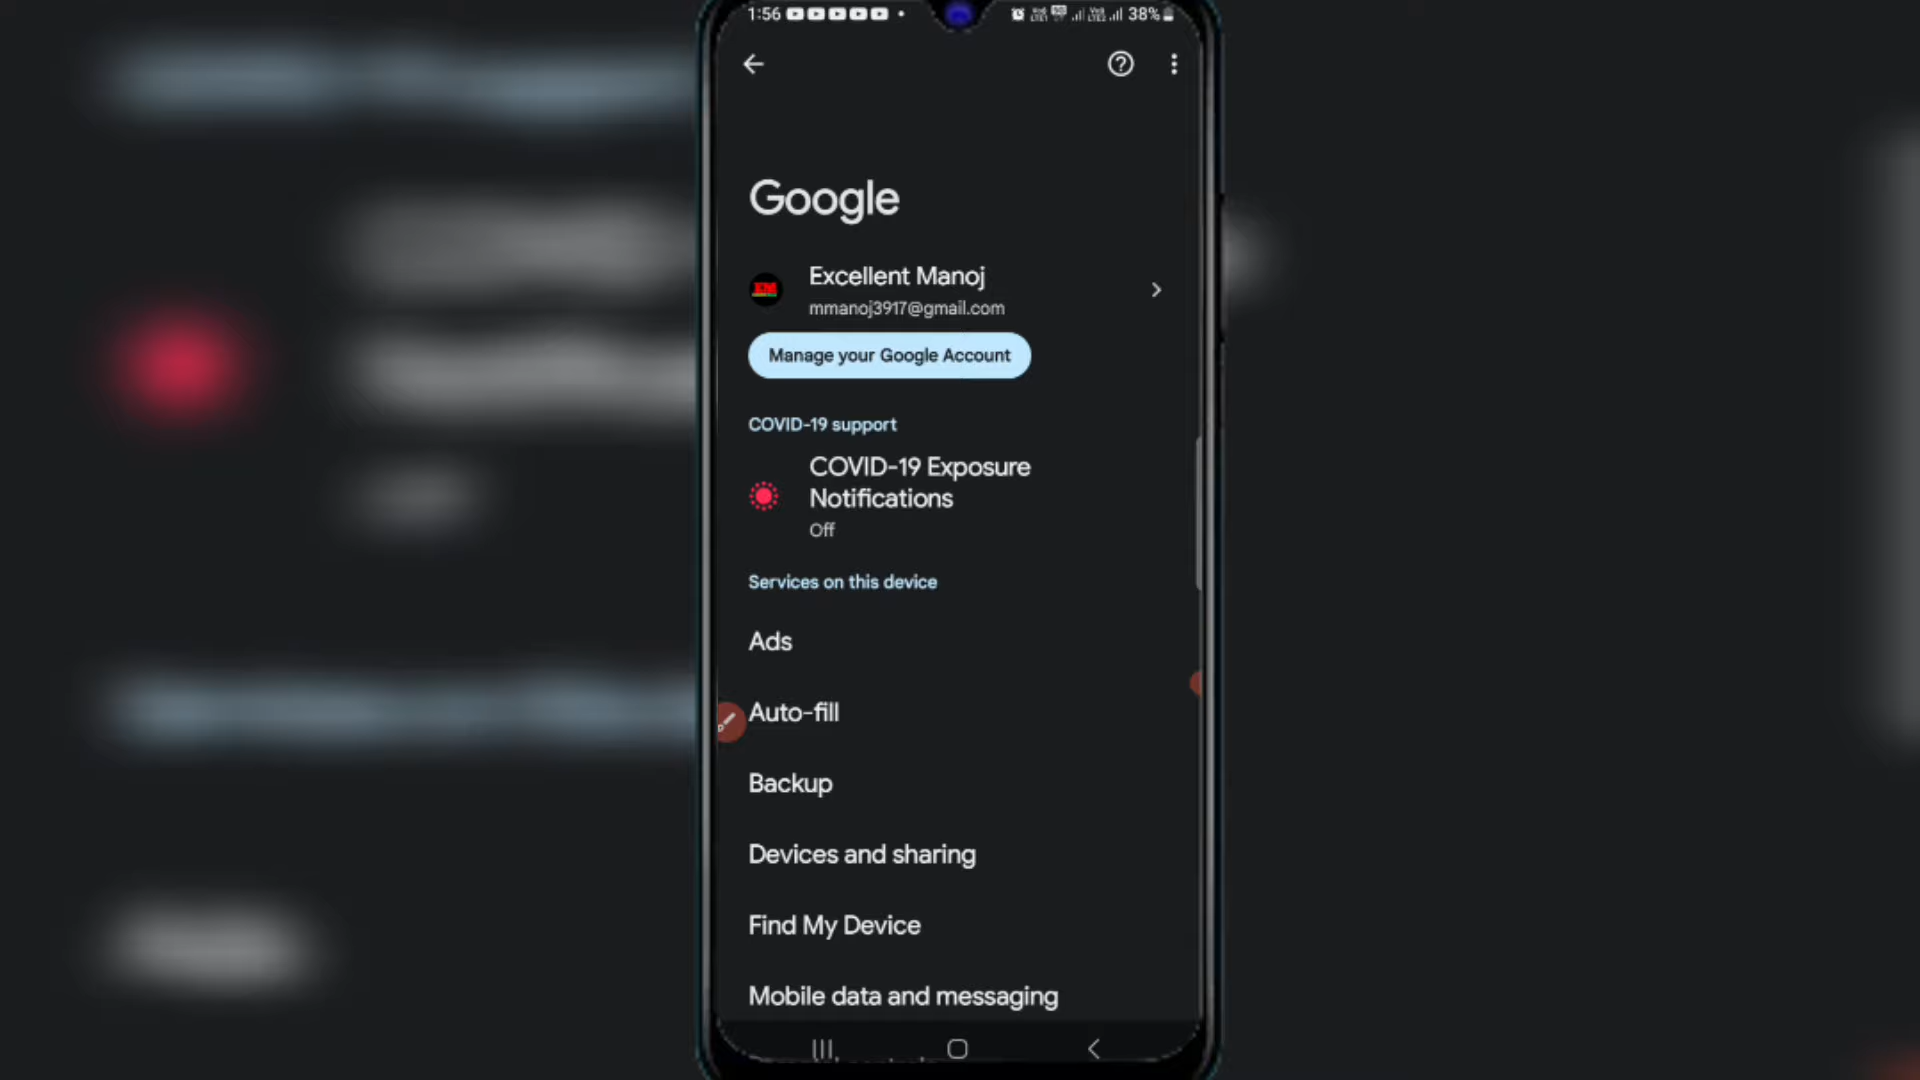 1:56
38%
Google
Excellent Manoj
EM
mmanoj3917@gmail.com
Manage your Google Account
COVID-19 support
COVID-19 Exposure
Notifications
Off
Services on this device
Ads
Auto-fill
Backup
Devices and sharing
Find My Device
Mobile data and messaging